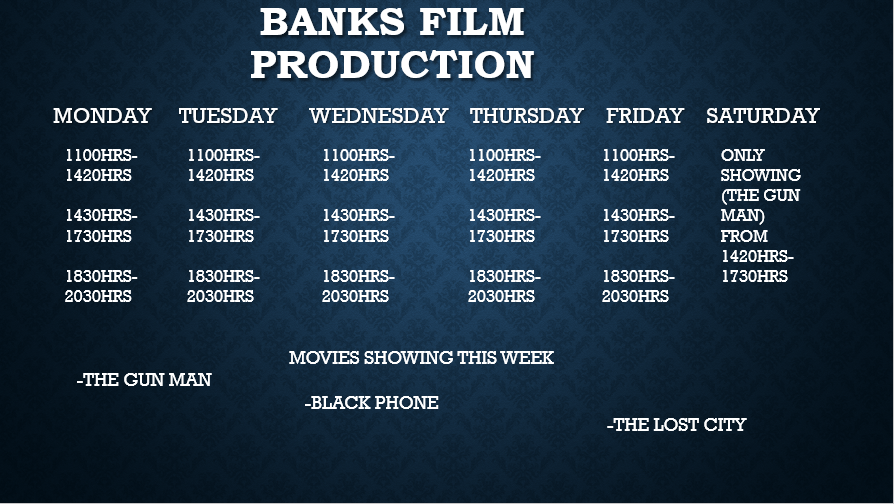 BANKS FILM
PRODUCTION
MONDAY TUESDAY WEDNESDAY THURSDAY FRIDAY SATURDAY
1100HRS-
1420HRS
1430HRS-
1730HRS
1830HRS-
2030HRS
1100HRS-
1420HRS
1430HRS-
1730HRS
1830HRS-
2030HRS
1100HRS-
1420HRS
1430HRS-
1730HRS
1830HRS-
2030HRS
1100HRS-
1420HRS
1430HRS-
1730HRS
1830HRS-
2030HRS
1100HRS-
1420HRS
1430HRS-
1730HRS
1830HRS-
2030HRS
ONLY
SHOWING
(THE GUN
MAN)
FROM
1420HRS-
1730HRS
MOVIES SHOWING THIS WEEK
-THE GUN MAN
-BLACK PHONE
-THE LOST CITY